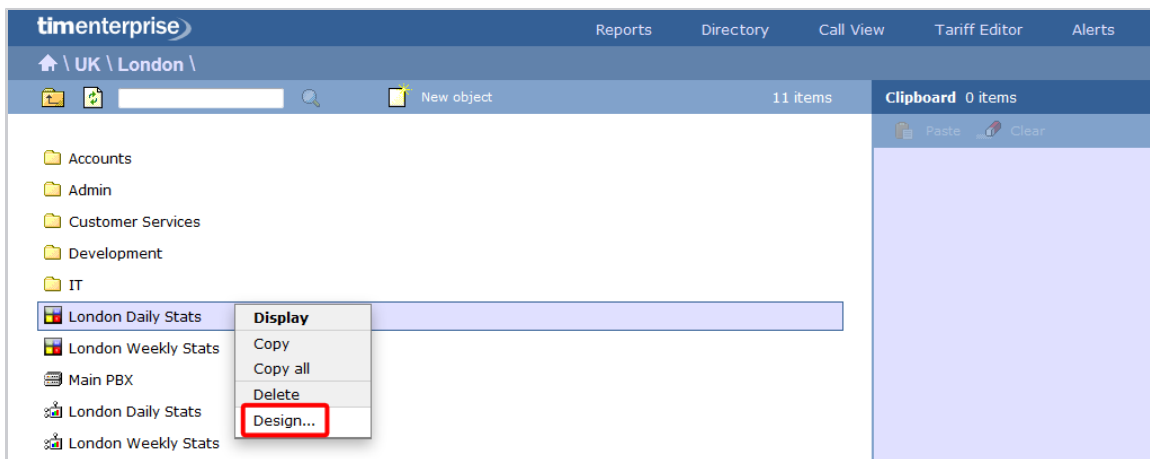 timenterprise
Reports Directory Call View Tariff Editor Alerts
\ UK \ London \
New object 11 items Clipboard 0 items
Paste Clear
Accounts
Admin
Customer Services
Development
IT
London Daily Stats Display
London Weekly Stats Copy
Copy all
Main PBX
Delete
London Daily Stats Design...
London Weekly Stats